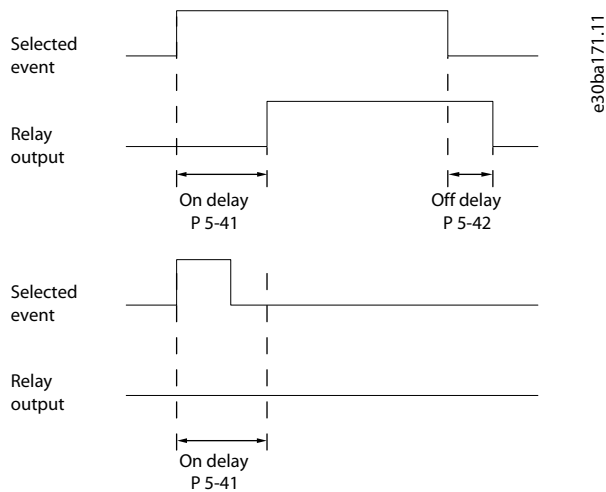 Selected
event
Relay
output
On delay
P 5-41
Off delay
P 5-42
Selected
event
Relay
output
On delay
P 5-41
e30ba171.11